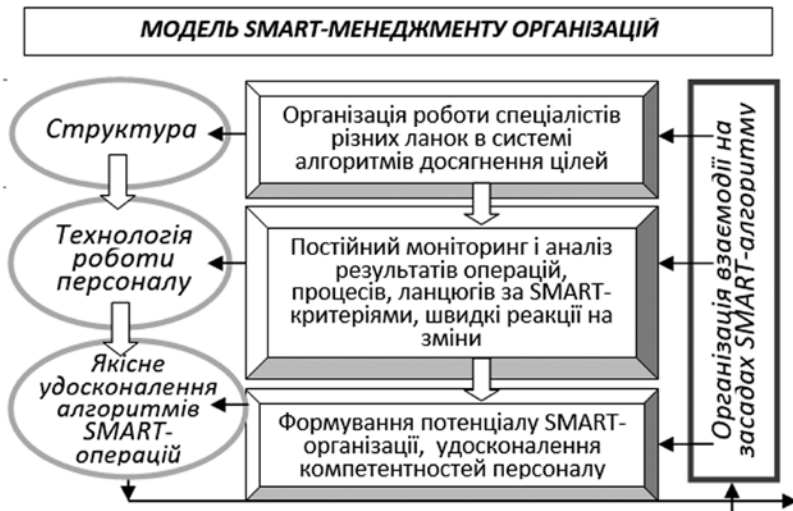 МОДЕЛЬ SMART-МЕНЕДЖМЕНТУ ОРГАНІЗАЦІЙ
Структура
Організація роботи спеціалістів
різних ланок в системі
алгоритмів досягнення цілей
Технологія
роботи
персоналу
Постійний моніторинг і аналіз
результатів операцій,
процесів, ланцюгів за SMART-
критеріями, швидкі реакції на
зміни
Якісне
удосконалення
алгоритмів
SMART-
операцій
Формування потенціалу SMART-
організації, удосконалення
компетентностей персоналу
Організація взаємодії на
засадах SMART-алгоритму